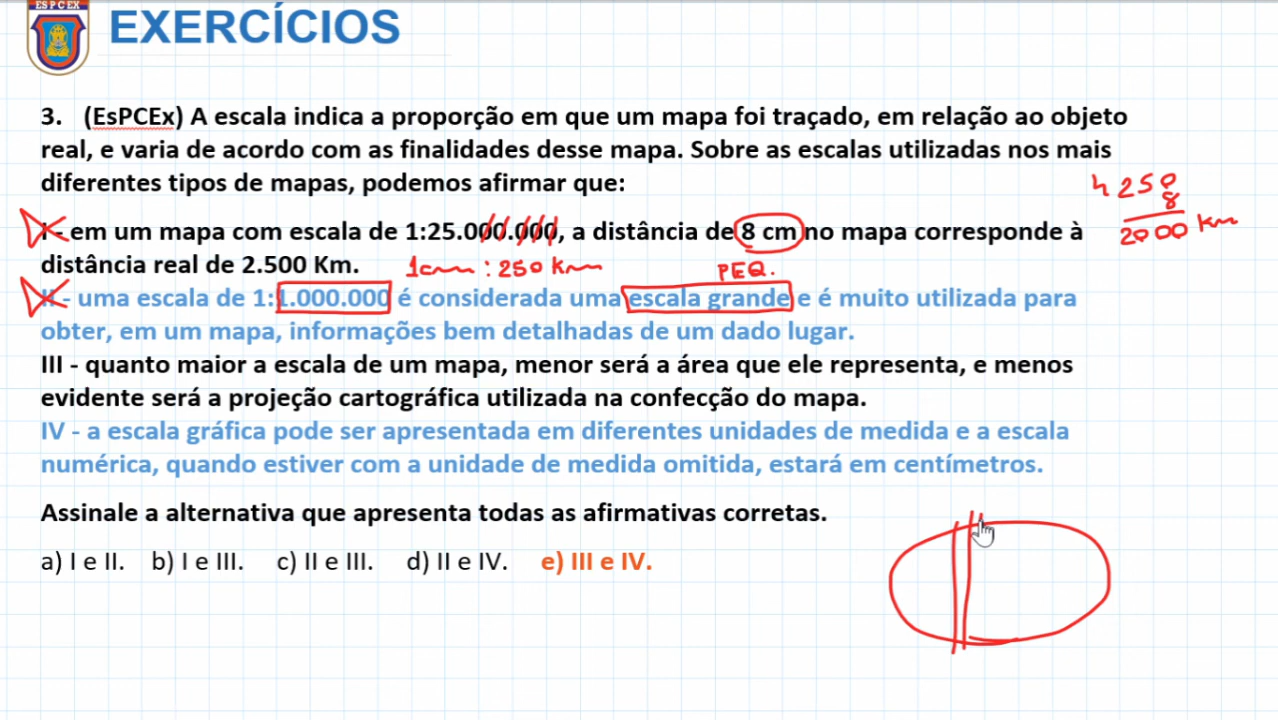 ESPCEX
EXERCÍCIOS
3. (EsPCEx) A escala indica a proporção em que um mapa foi traçado, em relação ao objeto
real, e varia de acordo com as finalidades desse mapa. Sobre as escalas utilizadas nos mais
diferentes tipos de mapas, podemos afirmar que:
4 250
8
2000 Km
I - em um mapa com escala de 1:25.000.000, a distância de 8 cm no mapa corresponde à
distância real de 2.500 Km.
1cm : 250 km
PEQ.
II - uma escala de 1:1.000.000 é considerada uma escala grande e é muito utilizada para
obter, em um mapa, informações bem detalhadas de um dado lugar.
III - quanto maior a escala de um mapa, menor será a área que ele representa, e menos
evidente será a projeção cartográfica utilizada na confecção do mapa.
IV - a escala gráfica pode ser apresentada em diferentes unidades de medida e a escala
numérica, quando estiver com a unidade de medida omitida, estará em centímetros.
Assinale a alternativa que apresenta todas as afirmativas corretas.
a) I e II. b) I e III. c) II e III. d) II e IV. e) III e IV.